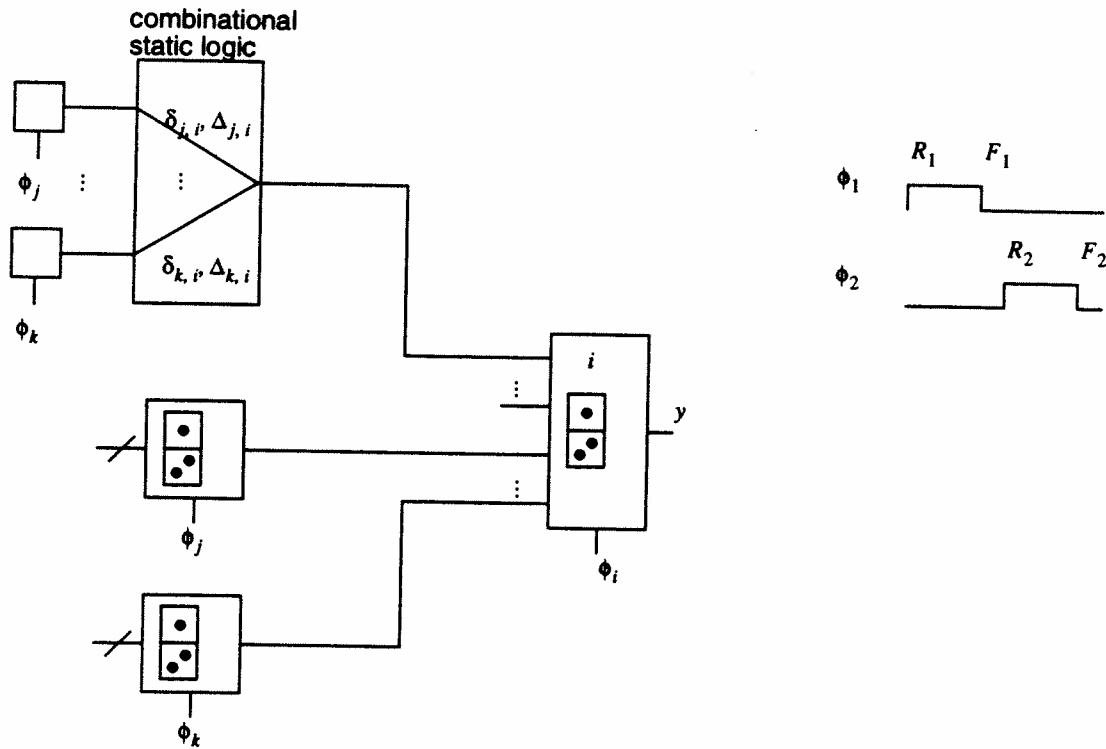 combinational
static logic
δj, i, Δj, i
ϕj
⋮
⋮
δk, i, Δk, i
ϕk
R1 F1
ϕ1
R2 F2
ϕ2
i
⋮
y
⋮
ϕj
ϕi
ϕk